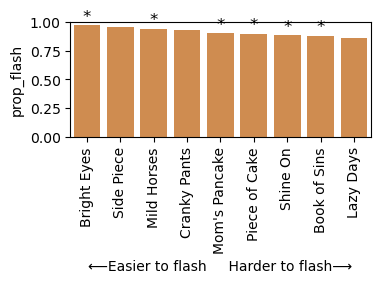 prop_flash
1.00
0.75
0.50
0.25
0.00
* * * * * *
Bright Eyes
Side Piece
Mild Horses
Cranky Pants
Mom's Pancake
Piece of Cake
Shine On
Book of Sins
Lazy Days
⟵Easier to flash Harder to flash⟶